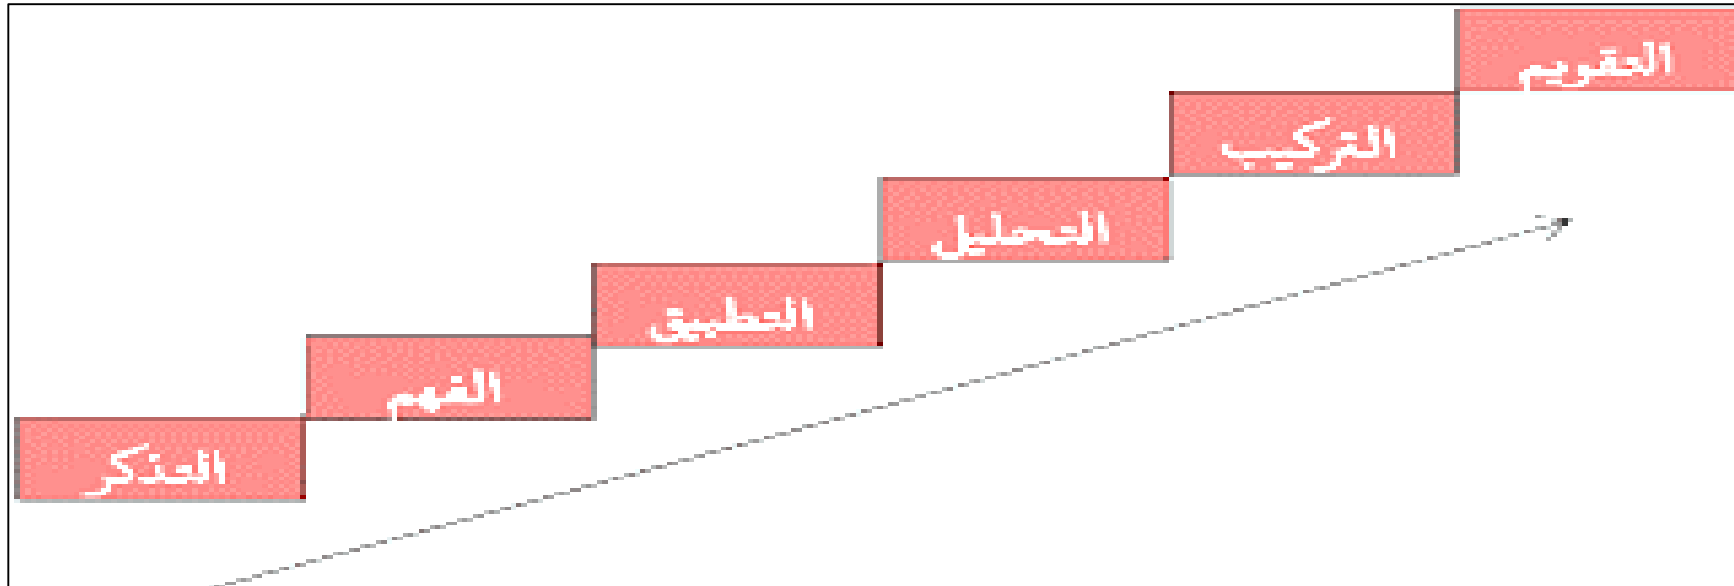 التقويم
التركيب
التحليل
التطبيق
الفهم
التذكر